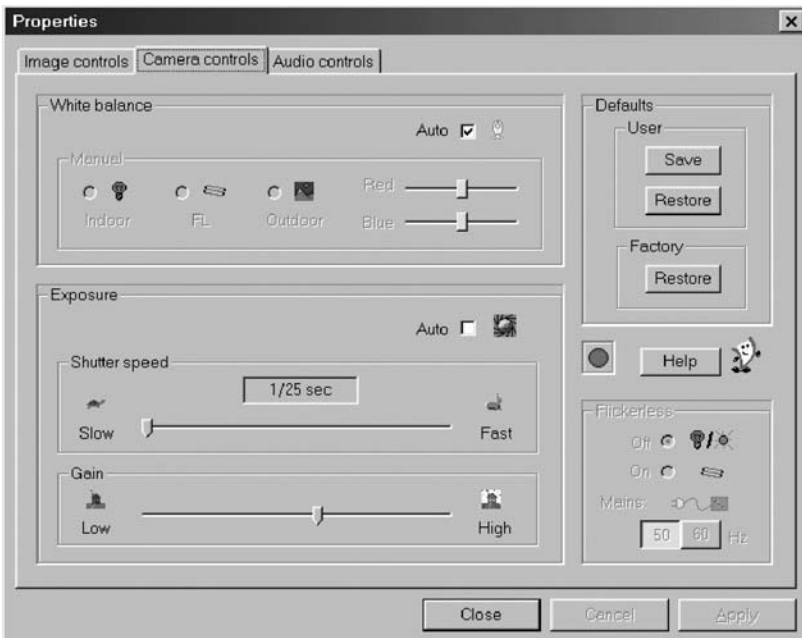 Properties
Image controls Camera controls Audio controls
White balance
Auto
Manual
Indoor FL Outdoor
Red
Blue
Exposure
Auto
Shutter speed
1/25 sec
Slow Fast
Gain
Low High
Defaults
User
Save
Restore
Factory
Restore
Help
Flickerless
Off
On
Mains:
50 60 Hz
Close Cancel Apply